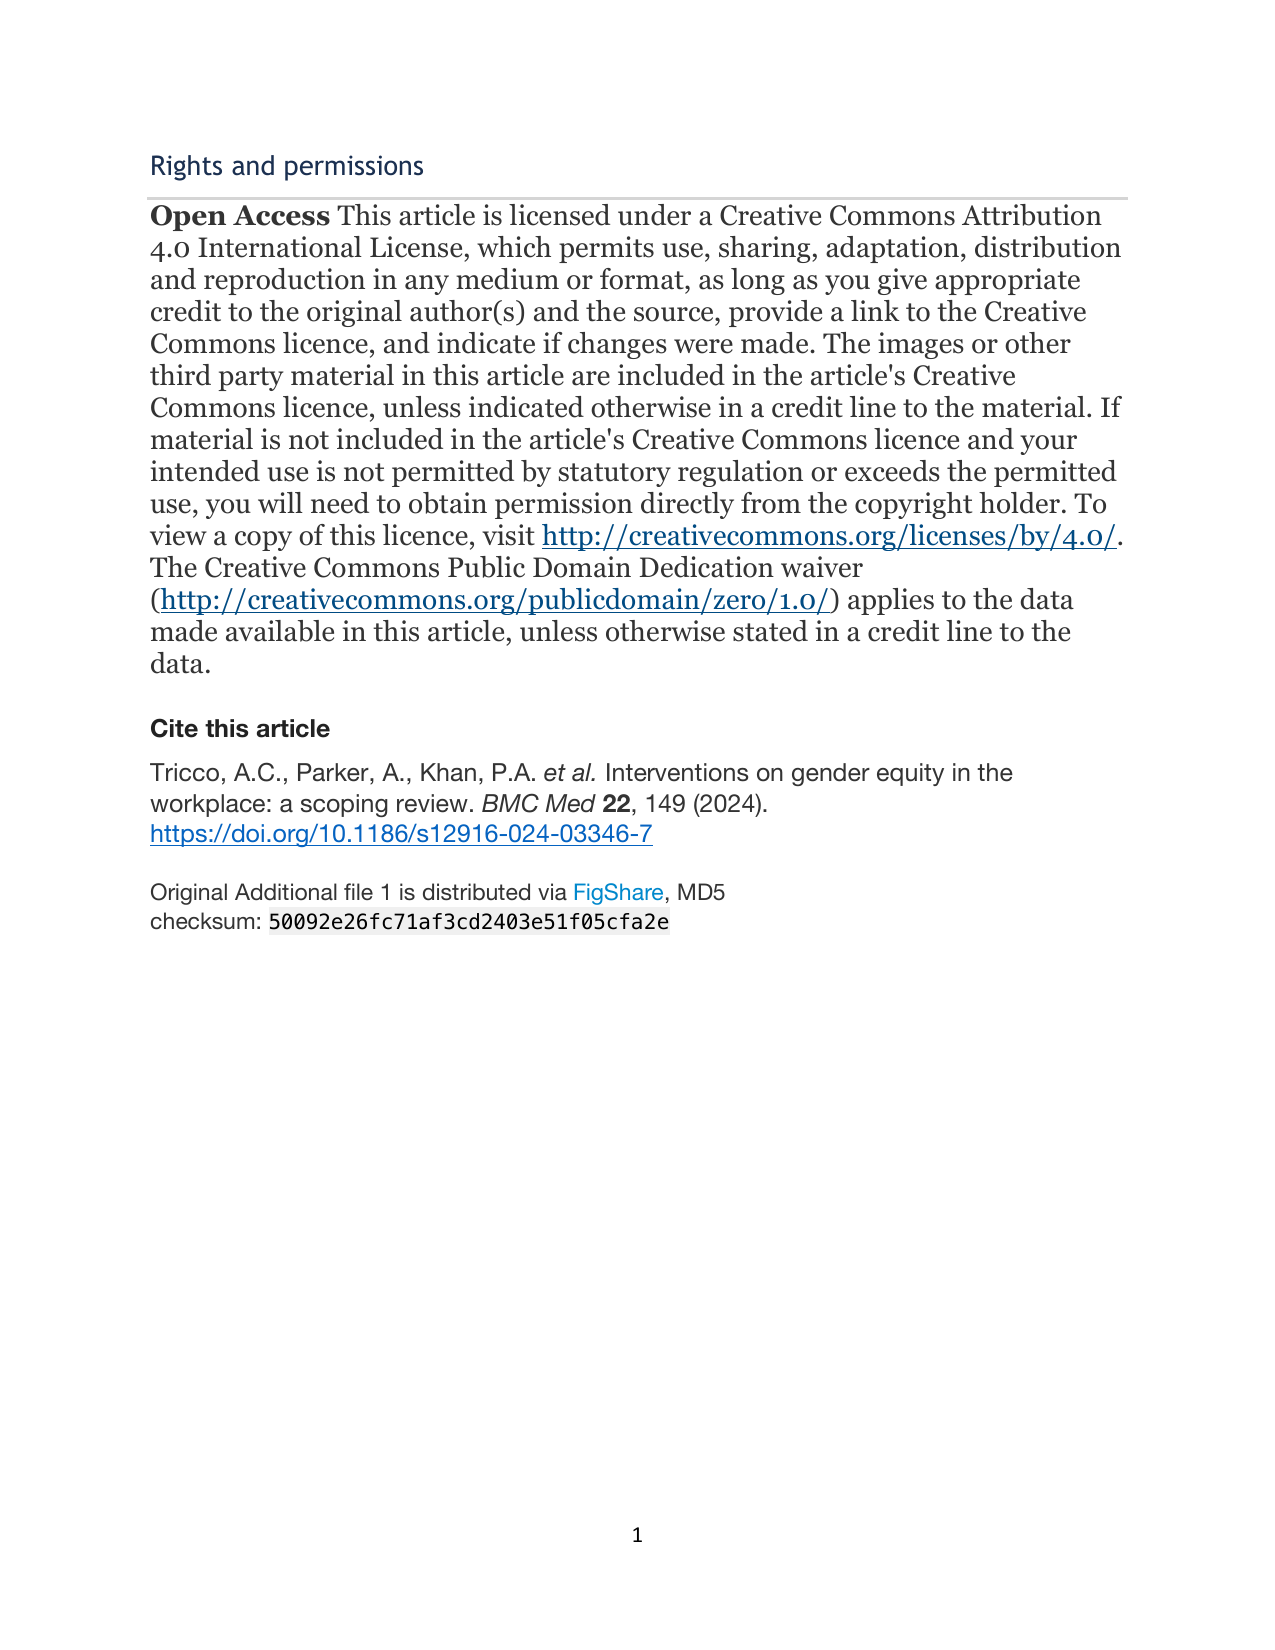 Rights and permissions
Open Access This article is licensed under a Creative Commons Attribution
4.0 International License, which permits use, sharing, adaptation, distribution
and reproduction in any medium or format, as long as you give appropriate
credit to the original author(s) and the source, provide a link to the Creative
Commons licence, and indicate if changes were made. The images or other
third party material in this article are included in the article's Creative
Commons licence, unless indicated otherwise in a credit line to the material. If
material is not included in the article's Creative Commons licence and your
intended use is not permitted by statutory regulation or exceeds the permitted
use, you will need to obtain permission directly from the copyright holder. To
view a copy of this licence, visit http://creativecommons.org/licenses/by/4.0/.
The Creative Commons Public Domain Dedication waiver
(http://creativecommons.org/publicdomain/zero/1.0/) applies to the data
made available in this article, unless otherwise stated in a credit line to the
data.
Cite this article
Tricco, A.C., Parker, A., Khan, P.A. et al. Interventions on gender equity in the
workplace: a scoping review. BMC Med 22, 149 (2024).
https://doi.org/10.1186/s12916-024-03346-7
Original Additional file 1 is distributed via FigShare, MD5
checksum: 50092e26fc71af3cd2403e51f05cfa2e
1